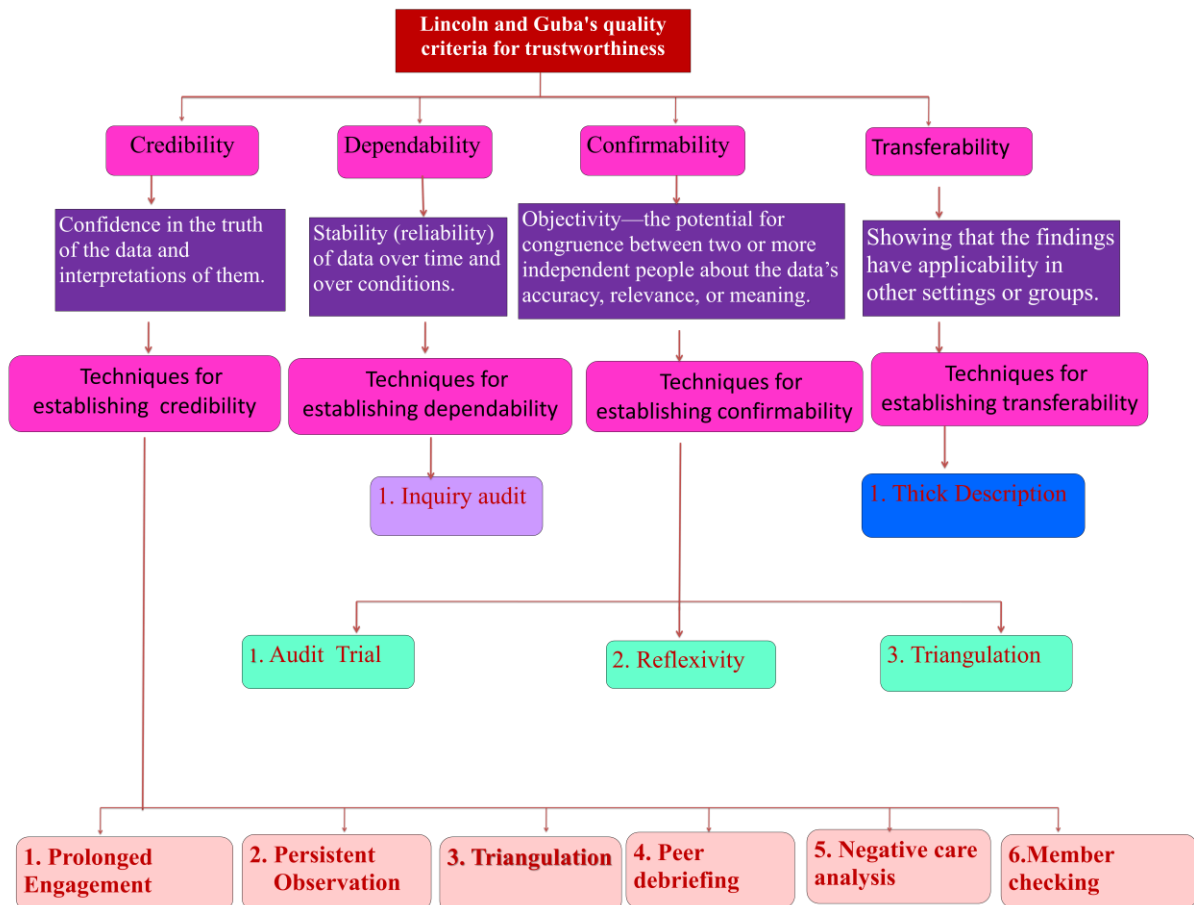 Lincoln and Guba's quality
criteria for trustworthiness
Credibility
Dependability
Confirmability
Transferability
Confidence in the truth
of the data and
interpretations of them.
Stability (reliability)
of data over time and
over conditions.
Objectivity—the potential for
congruence between two or more
independent people about the data’s
accuracy, relevance, or meaning.
Showing that the findings
have applicability in
other settings or groups.
Techniques for
establishing credibility
Techniques for
establishing dependability
Techniques for
establishing confirmability
Techniques for
establishing transferability
1. Inquiry audit
1. Thick Description
1. Audit Trial
2. Reflexivity
3. Triangulation
1. Prolonged
Engagement
2. Persistent
Observation
3. Triangulation
4. Peer
debriefing
5. Negative care
analysis
6.Member
checking